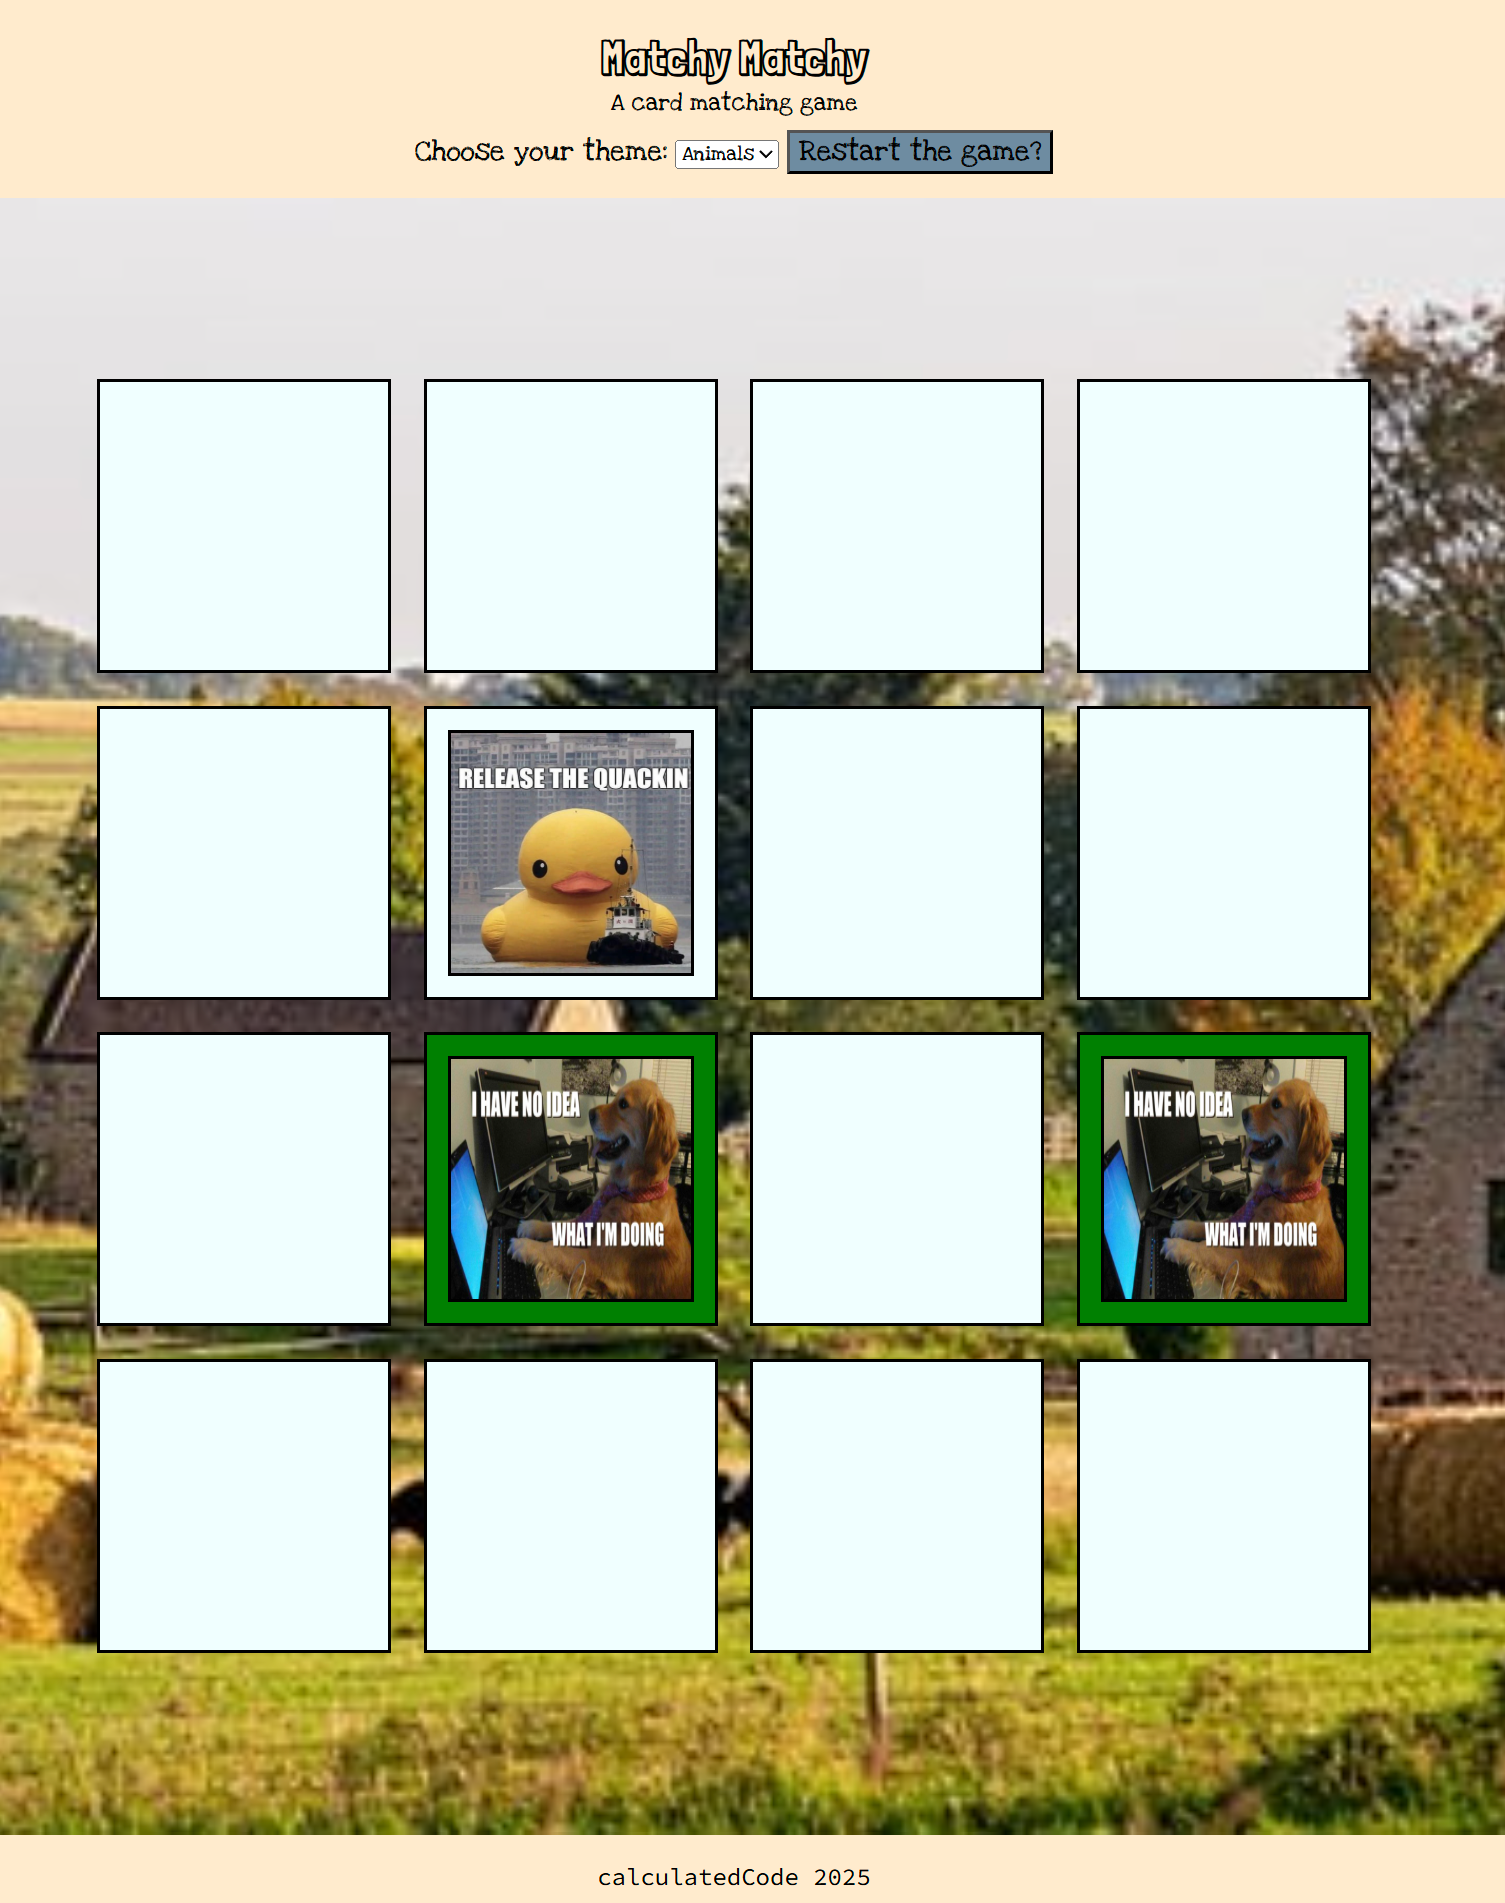 Matchy Matchy
A card matching game
Choose your theme: Animals Restart the game?
RELEASE THE QUACKIN
I HAVE NO IDEA
WHAT I'M DOING
I HAVE NO IDEA
WHAT I'M DOING
calculatedCode 2025